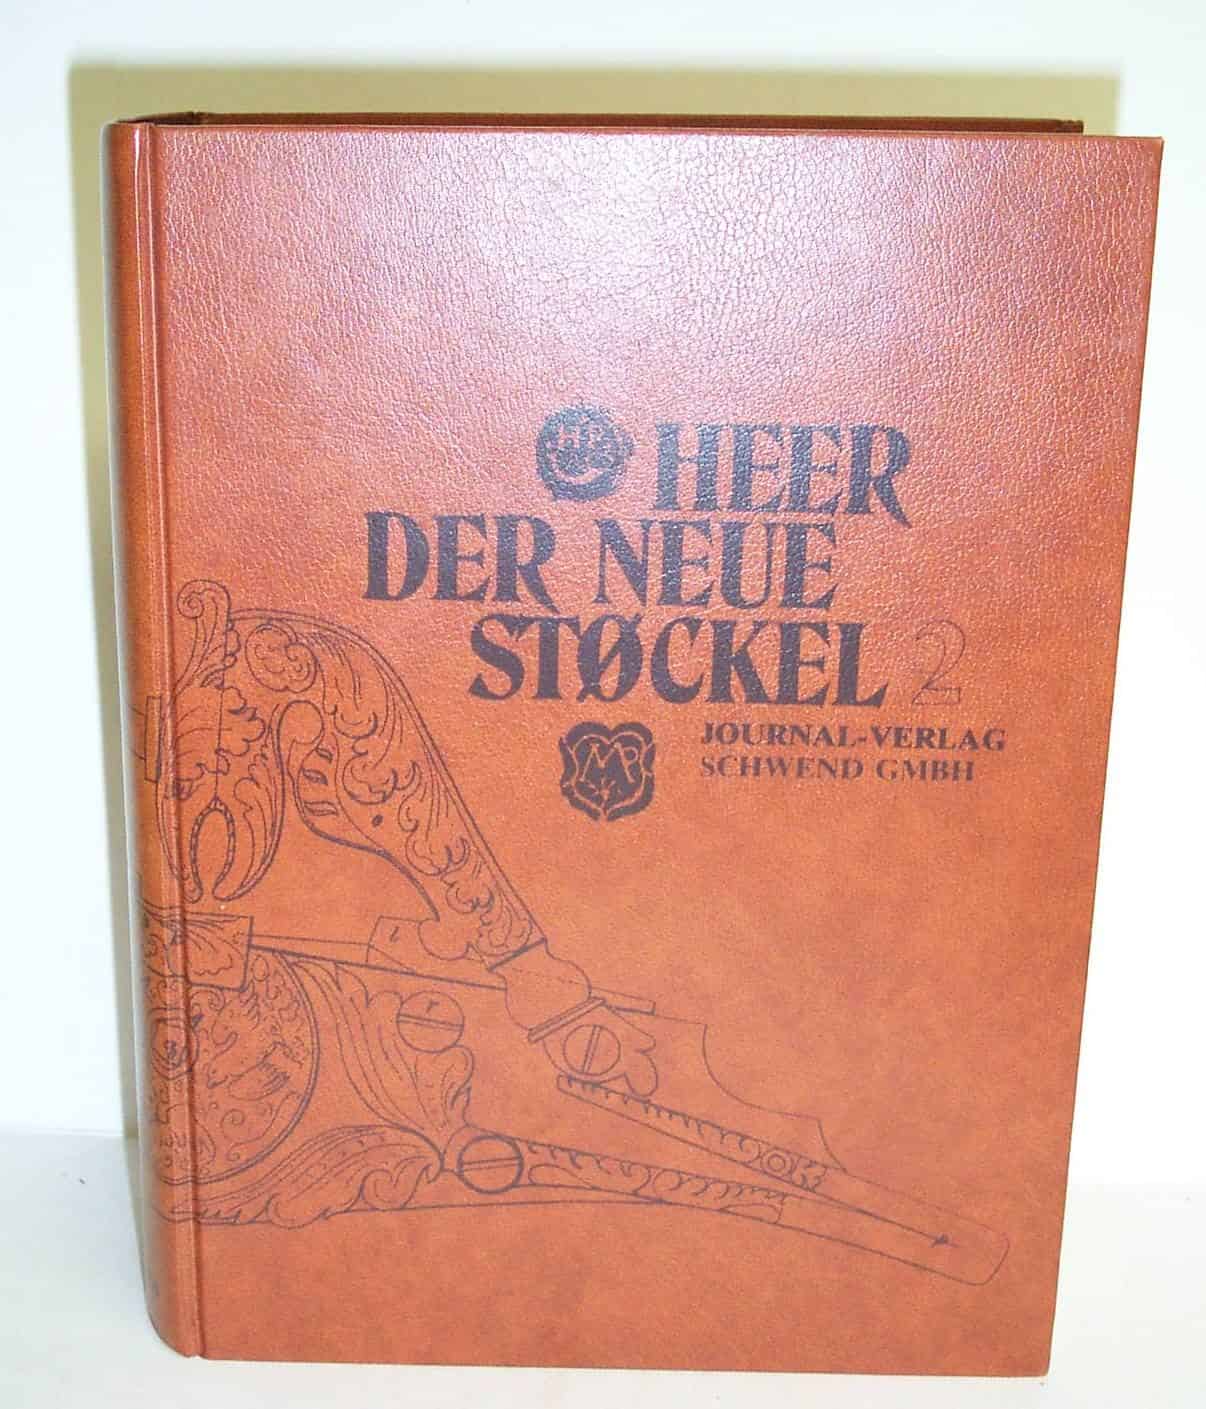 HEER
DER NEUE
STØCKEL 2
JOURNAL-VERLAG
SCHWEND GMBH